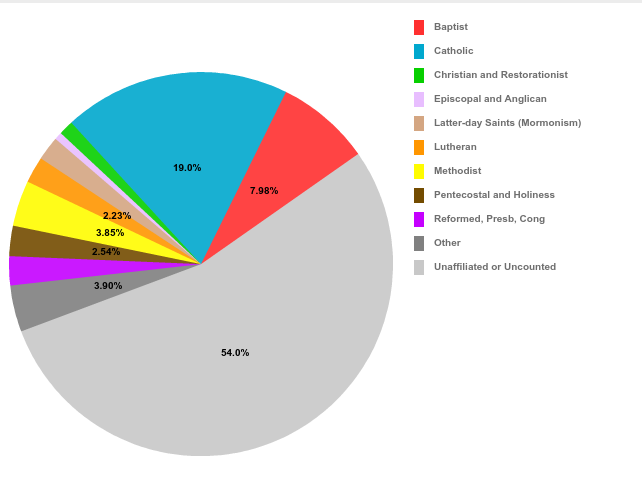 Baptist
Catholic
Christian and Restorationist
Episcopal and Anglican
Latter-day Saints (Mormonism)
Lutheran
Methodist
Pentecostal and Holiness
Reformed, Presb, Cong
Other
Unaffiliated or Uncounted
19.0%
7.98%
2.23%
3.85%
2.54%
3.90%
54.0%